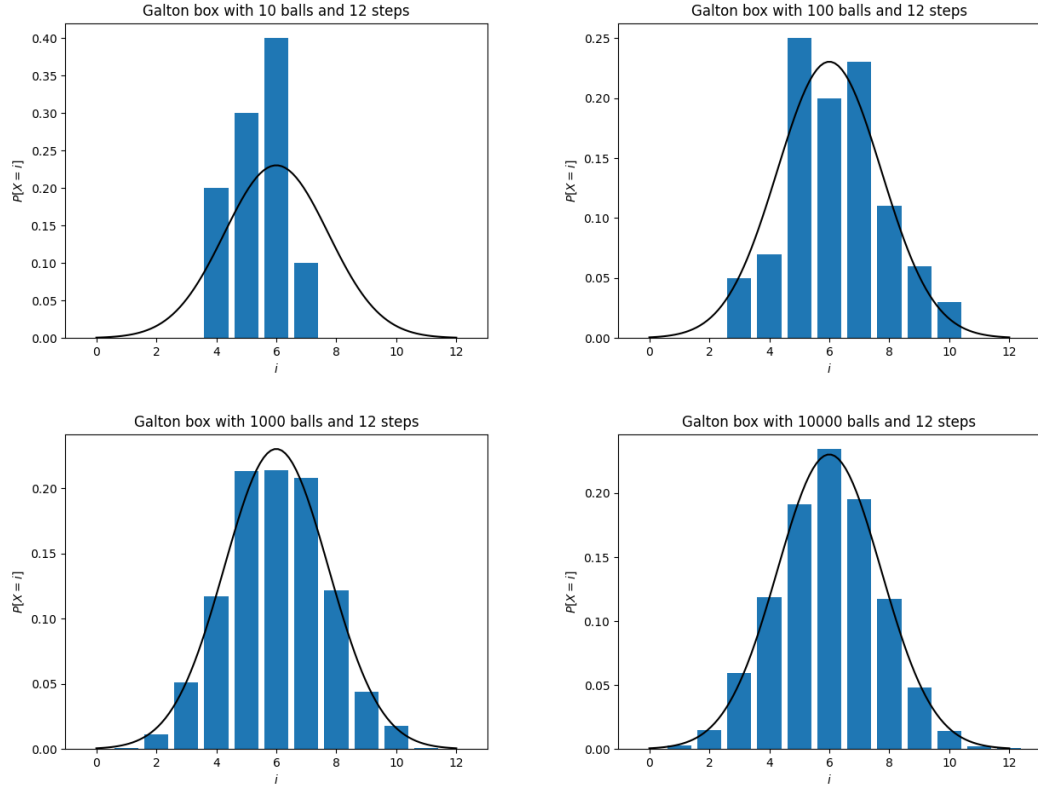 Galton box with 10 balls and 12 steps
0.40
0.35
0.30
0.25
0.20
0.15
0.10
0.05
0.00
P[X = i]
0 2 4 6 8 10 12
i
Galton box with 100 balls and 12 steps
0.25
0.20
0.15
0.10
0.05
0.00
P[X = i]
0 2 4 6 8 10 12
i
Galton box with 1000 balls and 12 steps
0.20
0.15
0.10
0.05
0.00
P[X = i]
0 2 4 6 8 10 12
i
Galton box with 10000 balls and 12 steps
0.20
0.15
0.10
0.05
0.00
P[X = i]
0 2 4 6 8 10 12
i